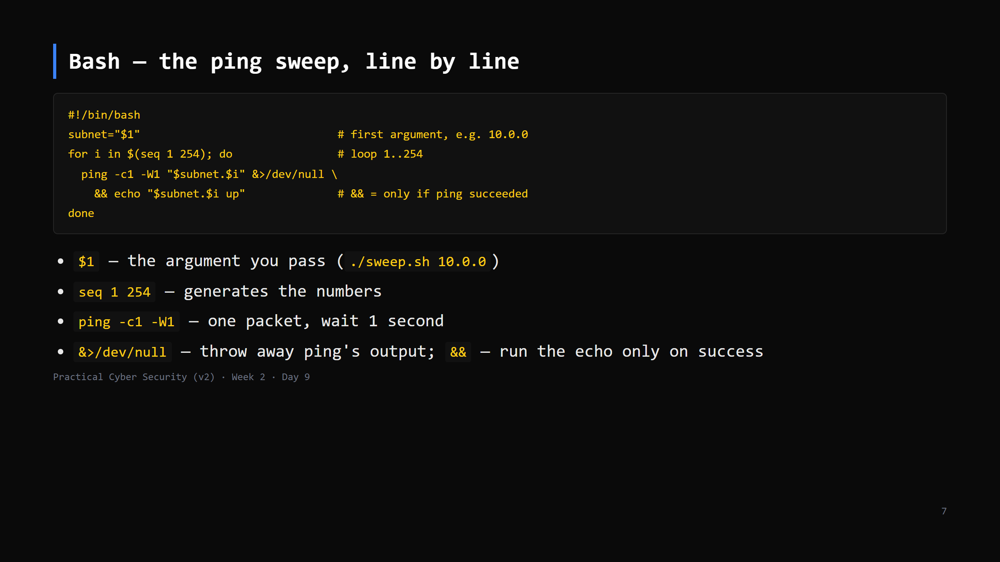 Bash — the ping sweep, line by line
#!/bin/bash
subnet="$1"                              # first argument, e.g. 10.0.0
for i in $(seq 1 254); do                # loop 1..254
  ping -c1 -W1 "$subnet.$i" &>/dev/null \
    && echo "$subnet.$i up"              # && = only if ping succeeded
done
• $1 — the argument you pass (./sweep.sh 10.0.0)
• seq 1 254 — generates the numbers
• ping -c1 -W1 — one packet, wait 1 second
• &>/dev/null — throw away ping's output; && — run the echo only on success
Practical Cyber Security (v2) · Week 2 · Day 9
7